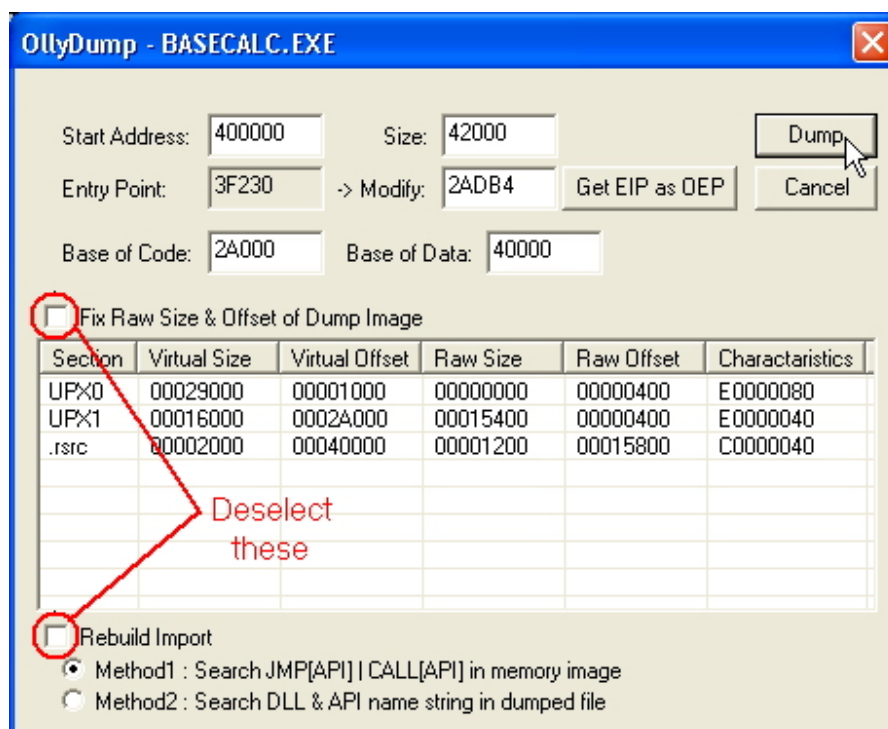 OllyDump - BASECALC.EXE
Start Address: 400000 Size: 42000 Dump
Entry Point: 3F230 -> Modify: 2ADB4 Get EIP as OEP Cancel
Base of Code: 2A000 Base of Data: 40000
Fix Raw Size & Offset of Dump Image
Section Virtual Size Virtual Offset Raw Size Raw Offset Charactaristics
UPX0 00029000 00001000 00000000 00000400 E0000080
UPX1 00016000 0002A000 00015400 00000400 E0000040
.rsrc 00002000 00040000 00001200 00015800 C0000040
Deselect
these
Rebuild Import
Method1 : Search JMP[API] | CALL[API] in memory image
Method2 : Search DLL & API name string in dumped file